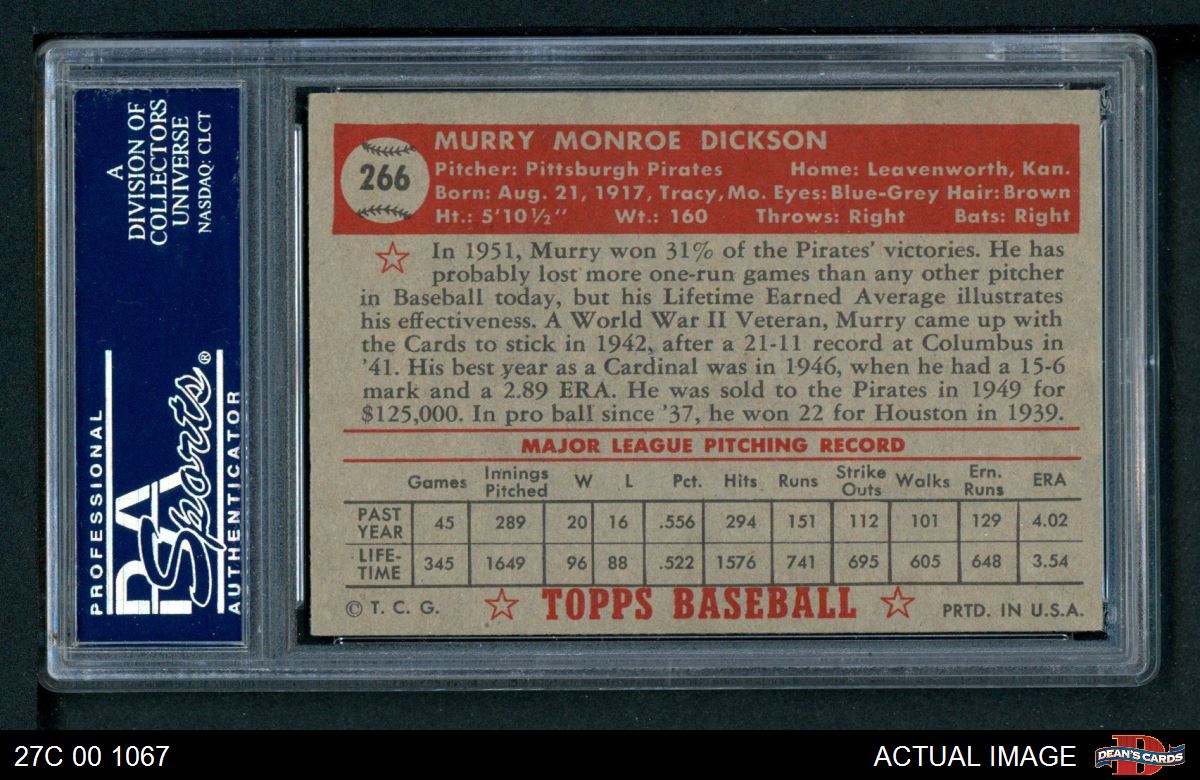 A
DIVISION OF
COLLECTORS
UNIVERSE
NASDAQ: CLCT
PROFESSIONAL
PSA
Sports®
AUTHENTICATOR
266
MURRY MONROE DICKSON
Pitcher: Pittsburgh Pirates Home: Leavenworth, Kan.
Born: Aug. 21, 1917, Tracy, Mo. Eyes: Blue-Grey Hair: Brown
Ht.: 5'10½" Wt.: 160 Throws: Right Bats: Right
In 1951, Murry won 31% of the Pirates' victories. He has
probably lost more one-run games than any other pitcher
in Baseball today, but his Lifetime Earned Average illustrates
his effectiveness. A World War II Veteran, Murry came up with
the Cards to stick in 1942, after a 21-11 record at Columbus in
'41. His best year as a Cardinal was in 1946, when he had a 15-6
mark and a 2.89 ERA. He was sold to the Pirates in 1949 for
$125,000. In pro ball since '37, he won 22 for Houston in 1939.
MAJOR LEAGUE PITCHING RECORD
Games Innings Pitched W L Pct. Hits Runs Strike Outs Walks Ern. Runs ERA
PAST YEAR 45 289 20 16 .556 294 151 112 101 129 4.02
LIFE-TIME 345 1649 96 88 .522 1576 741 695 605 648 3.54
© T. C. G. TOPPS BASEBALL PRTD. IN U.S.A.
27C 00 1067 ACTUAL IMAGE DEAN'S CARDS